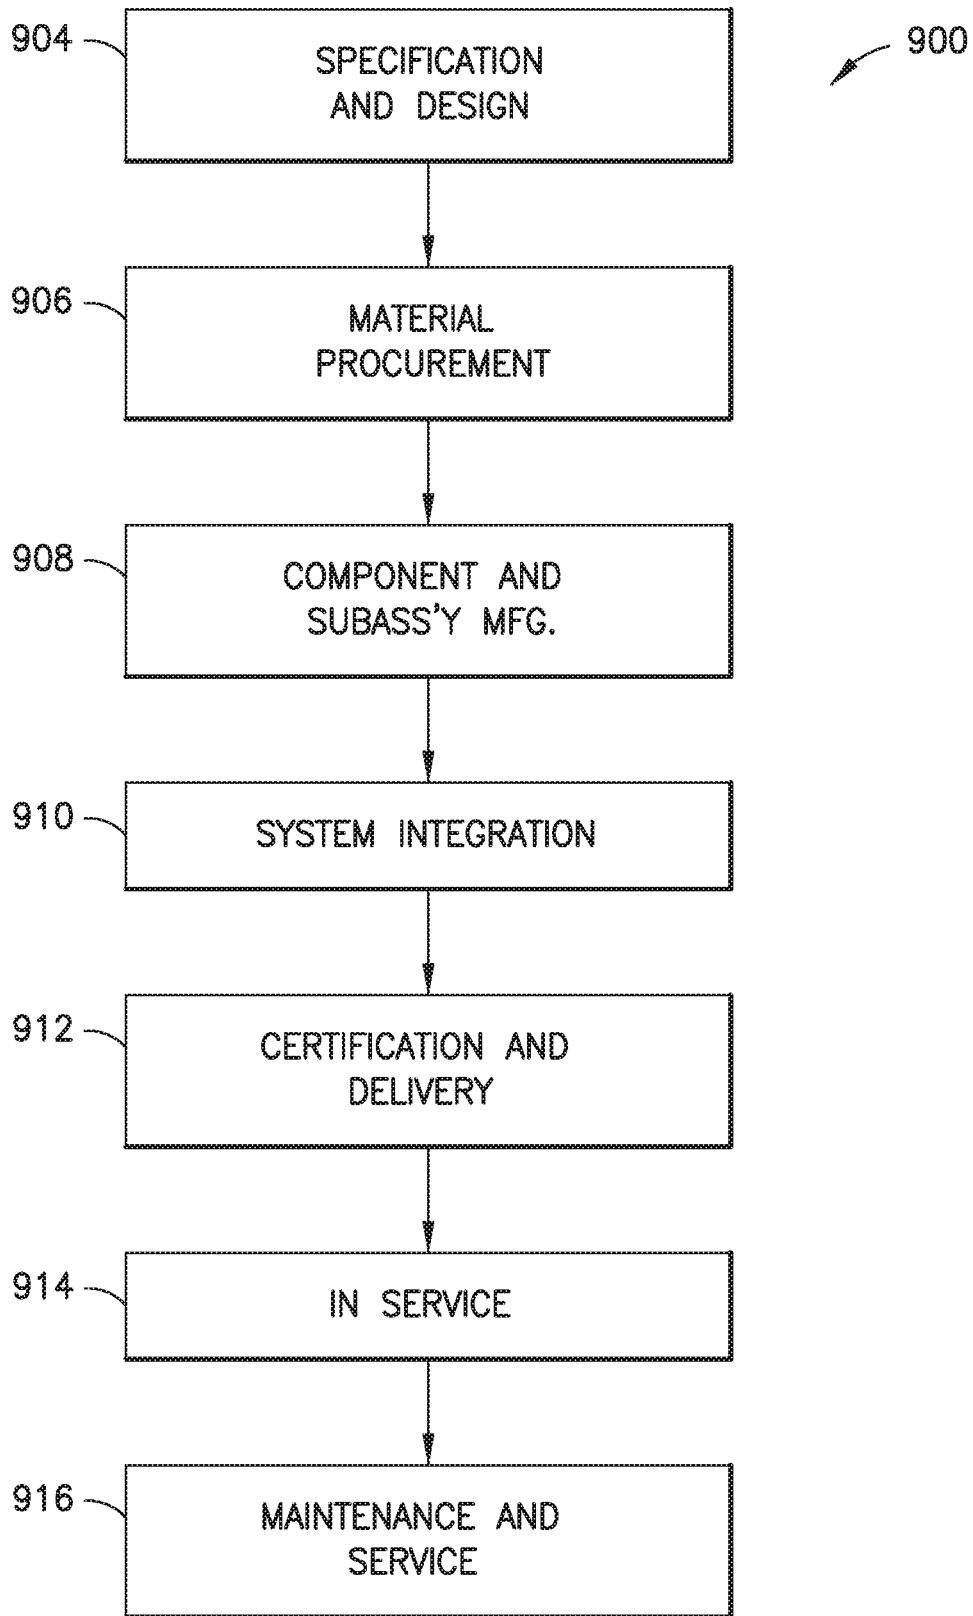 904
SPECIFICATION
AND DESIGN
900
906
MATERIAL
PROCUREMENT
908
COMPONENT AND
SUBASS'Y MFG.
910
SYSTEM INTEGRATION
912
CERTIFICATION AND
DELIVERY
914
IN SERVICE
916
MAINTENANCE AND
SERVICE